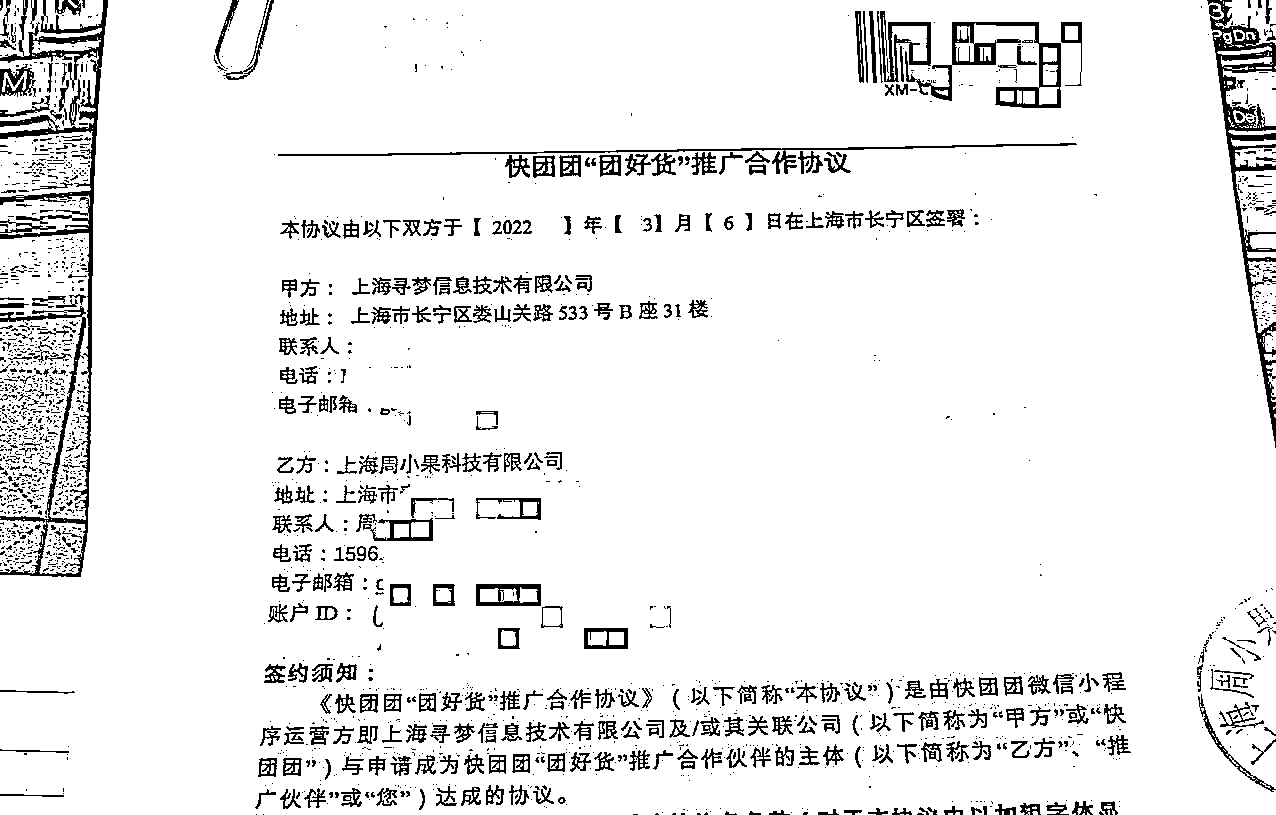 M
PgDn
De
XM-C
快团团“团好货”推广合作协议
本协议由以下双方于【 2022 】年【 3】月【 6 】日在上海市长宁区签署：
甲方： 上海寻梦信息技术有限公司
地址： 上海市长宁区娄山关路 533 号 B 座 31 楼
联系人：
电话：1
电子邮箱：
乙方：上海周小果科技有限公司
地址：上海市
联系人：周
电话：1596
电子邮箱：
账户 ID：
签约须知：
《快团团“团好货”推广合作协议》（以下简称“本协议”）是由快团团微信小程
序运营方即上海寻梦信息技术有限公司及/或其关联公司（以下简称为“甲方”或“快
团团”）与申请成为快团团“团好货”推广合作伙伴的主体（以下简称为“乙方”、“推
广伙伴”或“您”）达成的协议。
上海周小果